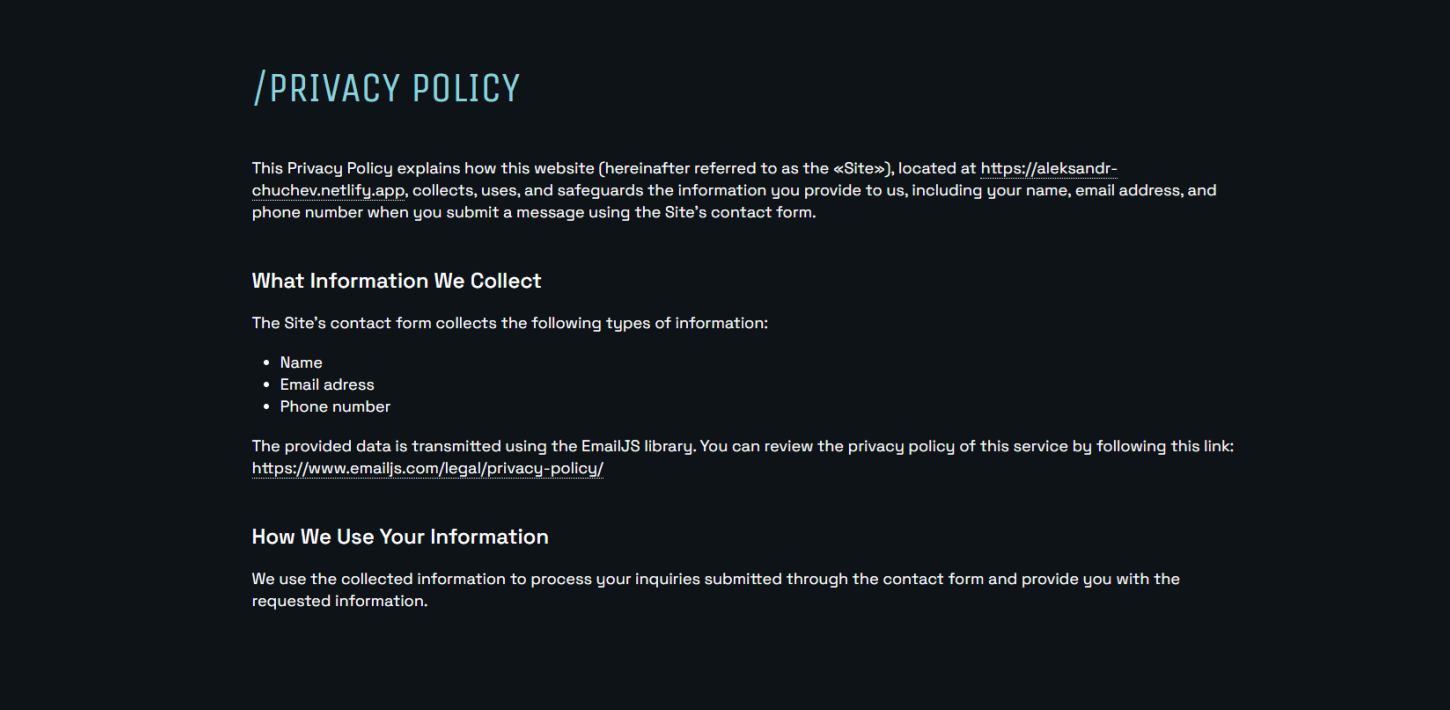 /PRIVACY POLICY
This Privacy Policy explains how this website (hereinafter referred to as the «Site»), located at https://aleksandr-
chuchev.netlify.app, collects, uses, and safeguards the information you provide to us, including your name, email address, and
phone number when you submit a message using the Site's contact form.
What Information We Collect
The Site's contact form collects the following types of information:
• Name
• Email adress
• Phone number
The provided data is transmitted using the EmailJS library. You can review the privacy policy of this service by following this link:
https://www.emailjs.com/legal/privacy-policy/
How We Use Your Information
We use the collected information to process your inquiries submitted through the contact form and provide you with the
requested information.